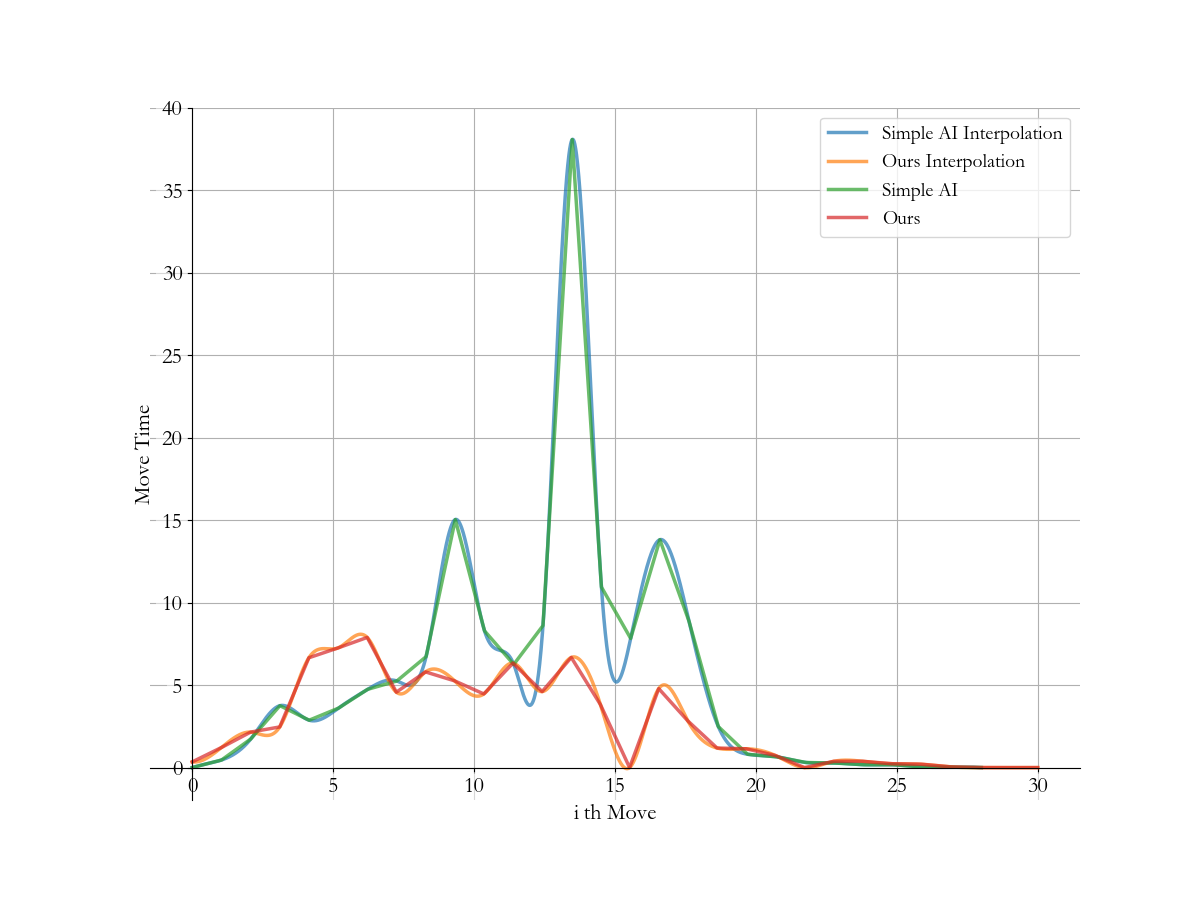 40
35
30
25
20
15
10
5
0
Move Time
0 5 10 15 20 25 30
i th Move
Simple AI Interpolation
Ours Interpolation
Simple AI
Ours